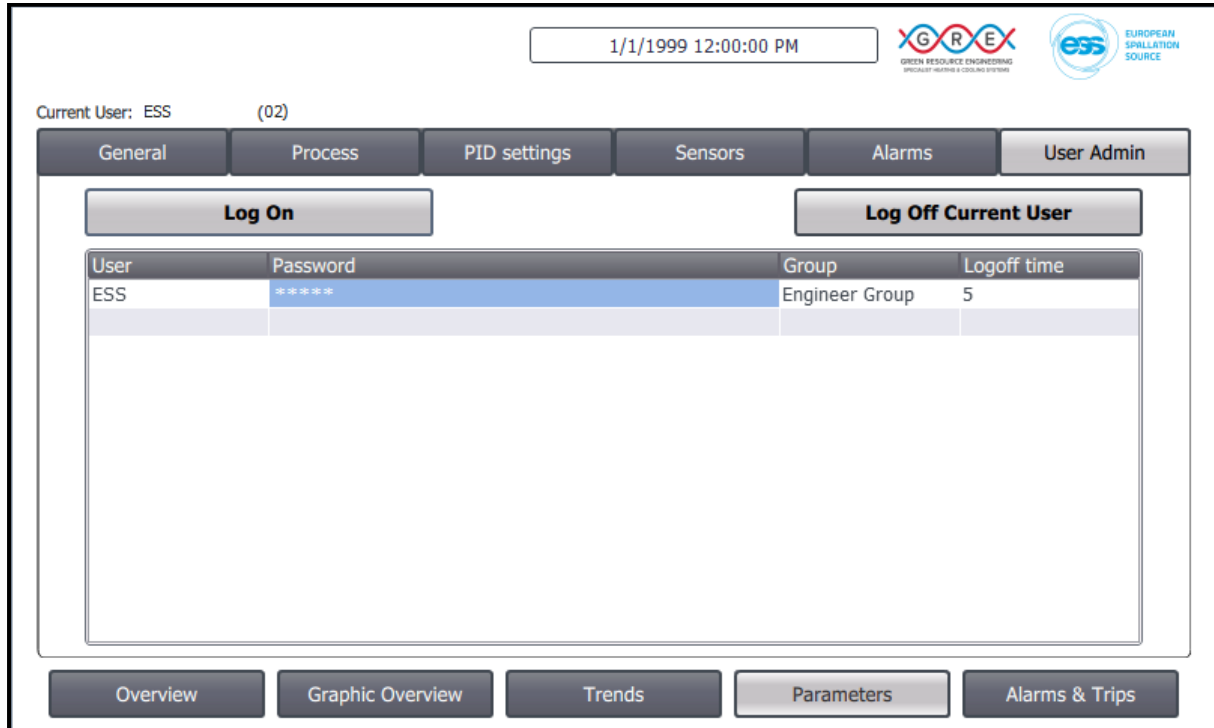 1/1/1999 12:00:00 PM
GREX
GREEN RESOURCE ENGINEERING
SPECIALIST HEATING & COOLING SYSTEMS
ess
EUROPEAN
SPALLATION
SOURCE
Current User: ESS (02)
General Process PID settings Sensors Alarms User Admin
Log On Log Off Current User
User Password Group Logoff time
ESS ***** Engineer Group 5
Overview Graphic Overview Trends Parameters Alarms & Trips